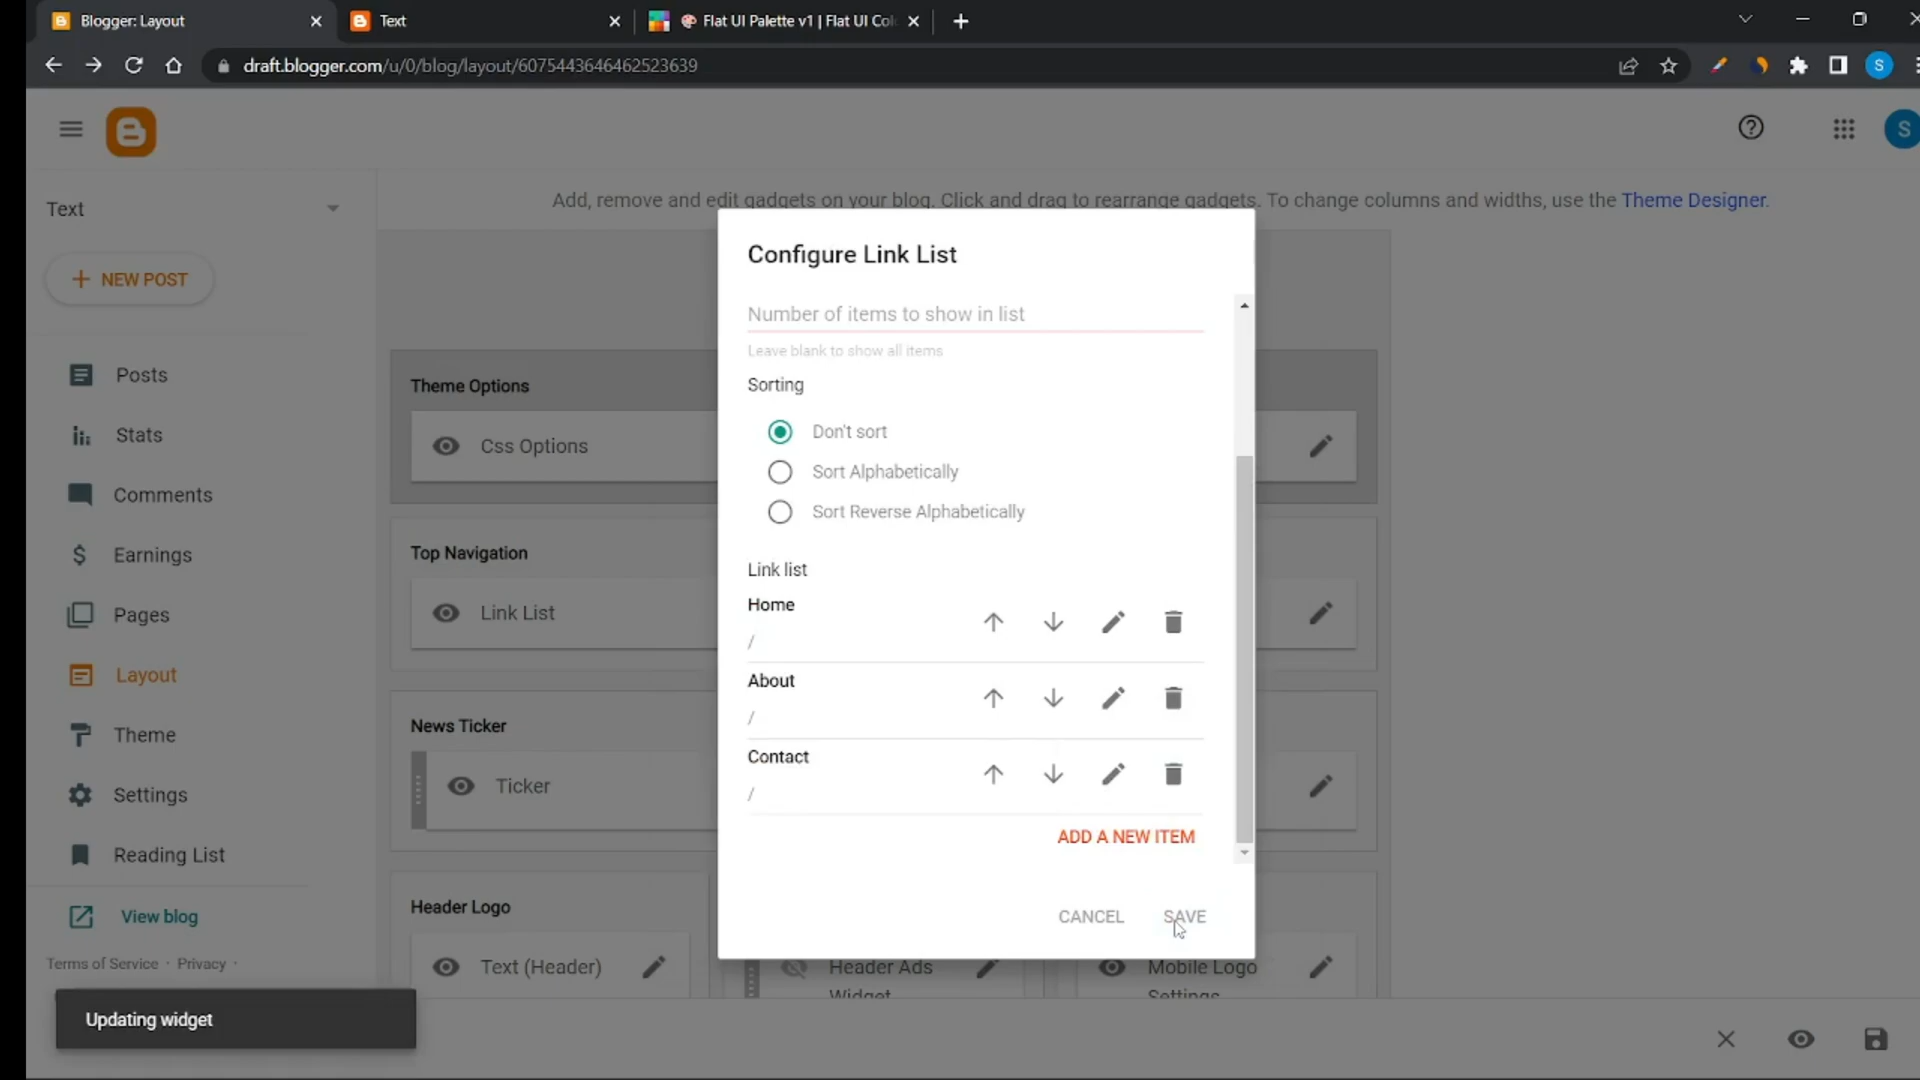 Blogger: Layout
Text
Flat UI Palette v1 | Flat UI Col
draft.blogger.com/u/0/blog/layout/6075443646462523639
S
S
Text
Add, remove and edit gadgets on your blog. Click and drag to rearrange gadgets. To change columns and widths, use the Theme Designer.
NEW POST
Posts
Stats
Comments
Earnings
Pages
Layout
Theme
Settings
Reading List
View blog
Terms of Service · Privacy ·
Updating widget
Theme Options
Css Options
Top Navigation
Link List
News Ticker
Ticker
Header Logo
Text (Header)
Header Ads
Widget
Mobile Logo
Settings
Configure Link List
Number of items to show in list
Leave blank to show all items
Sorting
Don't sort
Sort Alphabetically
Sort Reverse Alphabetically
Link list
Home
/
About
/
Contact
/
ADD A NEW ITEM
CANCEL SAVE